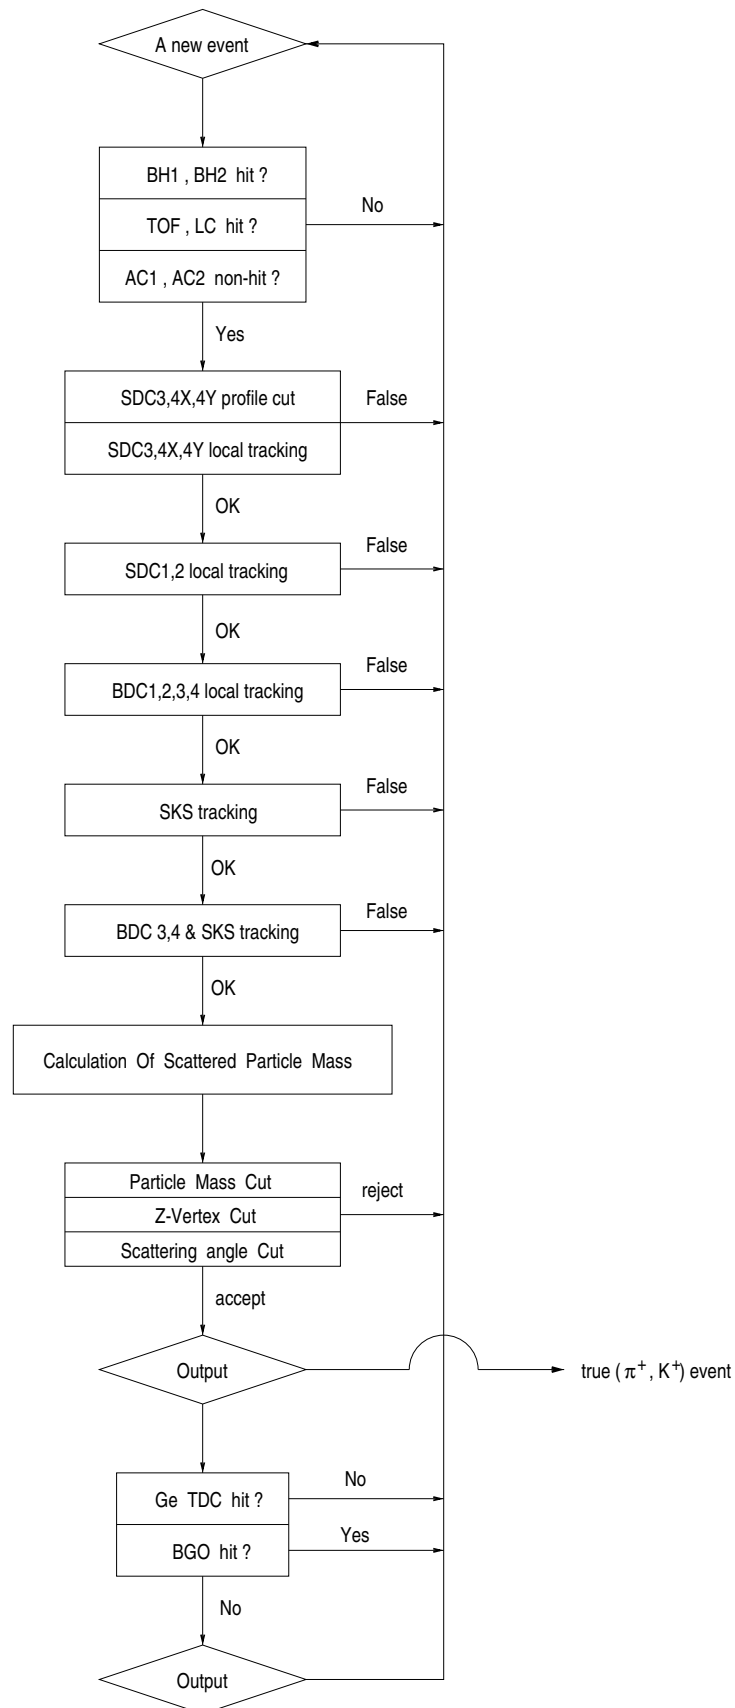 A new event
BH1 , BH2 hit ?
No
TOF , LC hit ?
AC1 , AC2 non-hit ?
Yes
SDC3,4X,4Y profile cut
False
SDC3,4X,4Y local tracking
OK
False
SDC1,2 local tracking
OK
False
BDC1,2,3,4 local tracking
OK
False
SKS tracking
OK
False
BDC 3,4 & SKS tracking
OK
Calculation Of Scattered Particle Mass
Particle Mass Cut
reject
Z-Vertex Cut
Scattering angle Cut
accept
Output
true ( π⁺ , K⁺) event
No
Ge TDC hit ?
Yes
BGO hit ?
No
Output